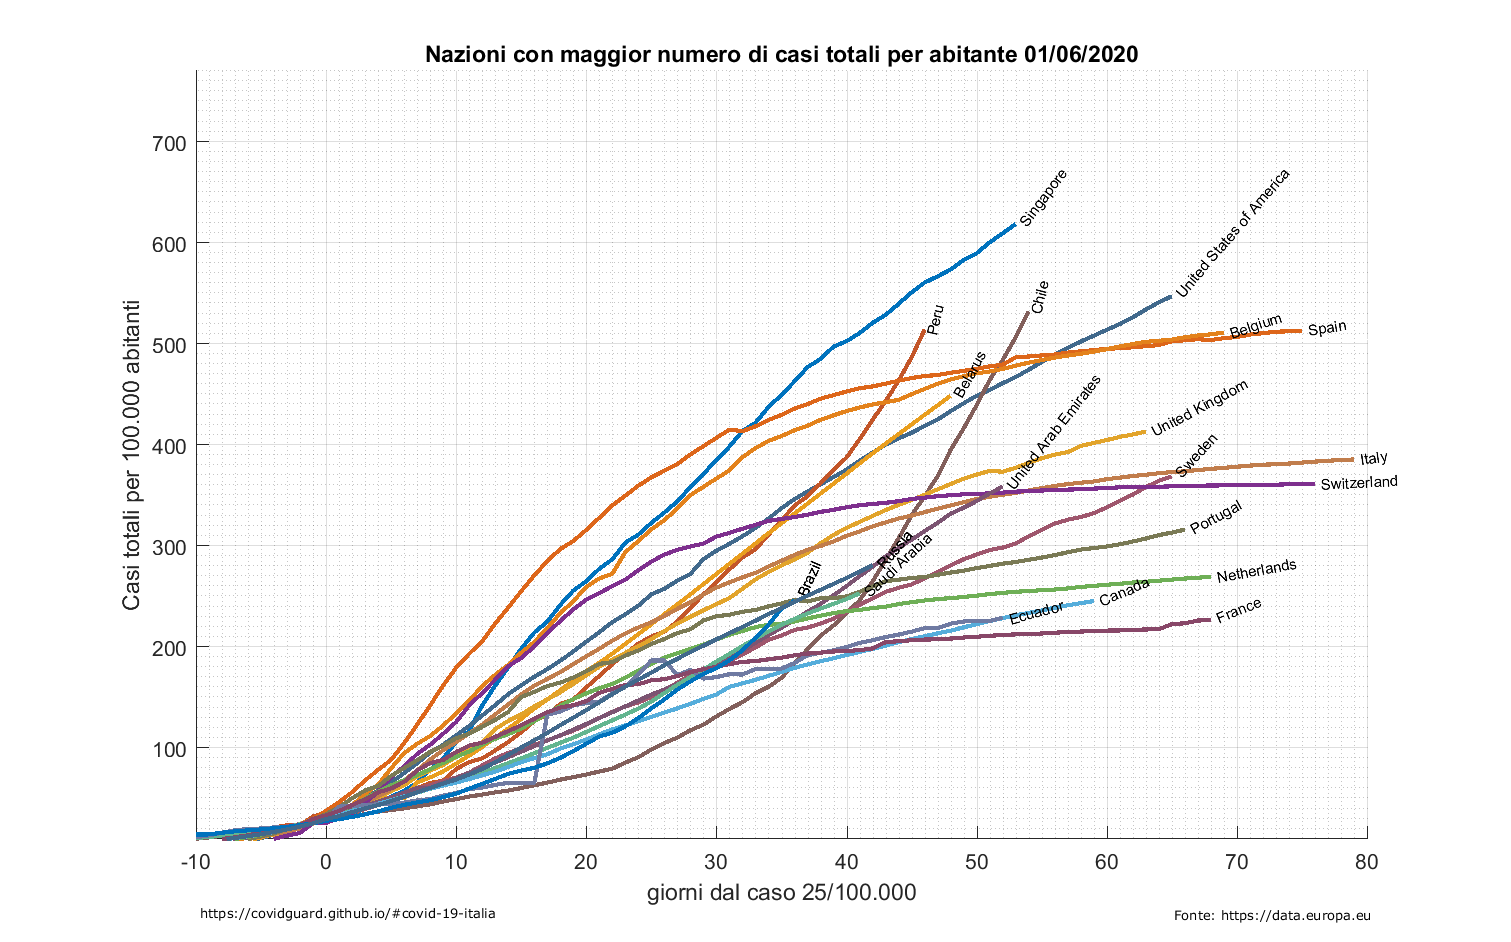 Nazioni con maggior numero di casi totali per abitante 01/06/2020
Casi totali per 100.000 abitanti
700
600
500
400
300
200
100
Singapore
United States of America
Peru
Chile
Belgium
Spain
Belarus
United Arab Emirates
United Kingdom
Sweden
Italy
Switzerland
Portugal
Russia
Saudi Arabia
Brazil
Netherlands
Canada
Ecuador
France
-10
0
10
20
30
40
50
60
70
80
giorni dal caso 25/100.000
https://covidguard.github.io/#covid-19-italia
Fonte: https://data.europa.eu